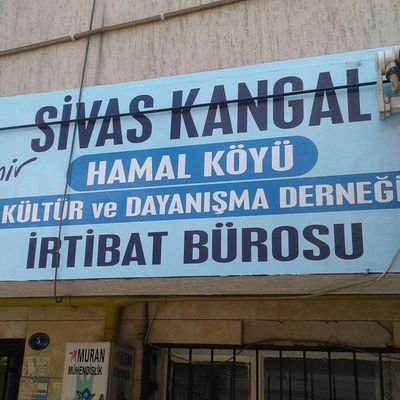 SİVAS KANGAL
HAMAL KÖYÜ
KÜLTÜR ve DAYANIŞMA DERNEĞİ
İRTİBAT BÜROSU
MURAN
MÜHENDİSLİK